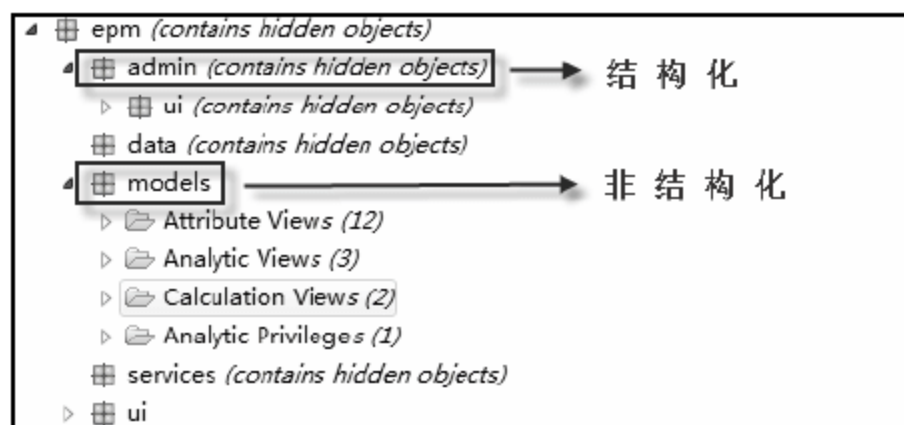 epm (contains hidden objects)
admin (contains hidden objects) 结构化
ui (contains hidden objects)
data (contains hidden objects)
models 非结构化
Attribute Views (12)
Analytic Views (3)
Calculation Views (2)
Analytic Privileges (1)
services (contains hidden objects)
ui